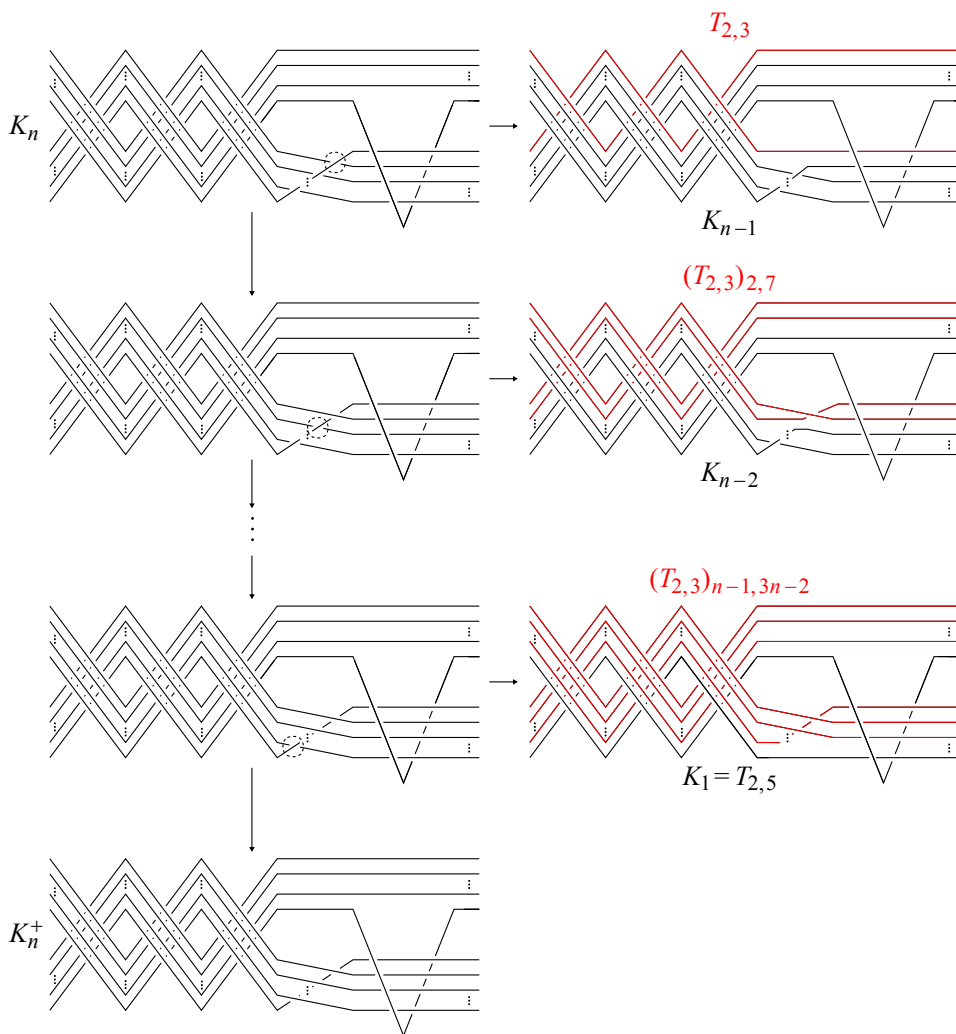 T_{2,3}
K_n
K_{n-1}
(T_{2,3})_{2,7}
K_{n-2}
(T_{2,3})_{n-1,3n-2}
K_1 = T_{2,5}
K_n^+